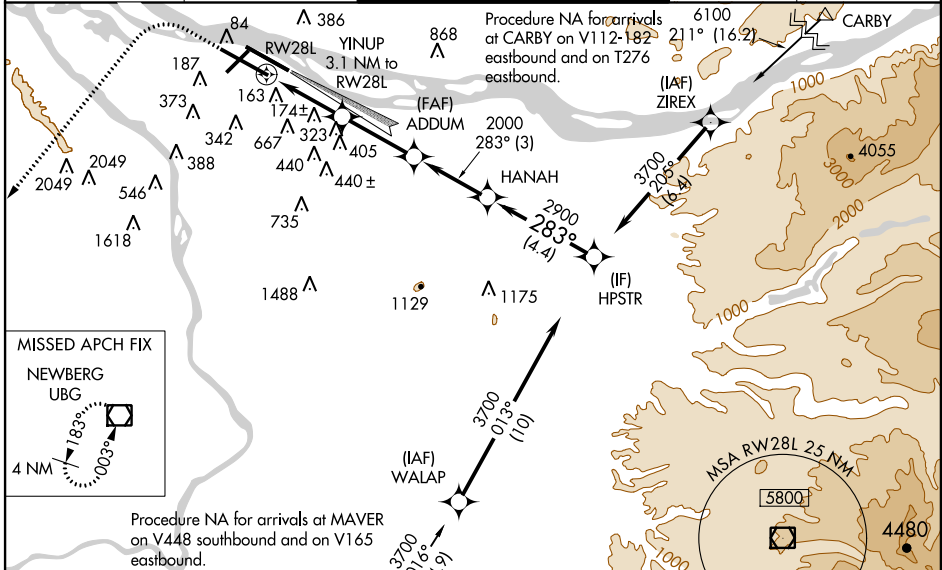 84
386
868
Procedure NA for arrivals
at CARBY on V112-182
eastbound and on T276
eastbound.
6100
211° (16.2)
CARBY
RW28L
YINUP
3.1 NM to
RW28L
187
373
163
174±
342
667
323
405
388
440
440 ±
2049
2049
546
735
1618
1488
1129
1175
(FAF)
ADDUM
2000
283° (3)
HANAH
2900
283°
(4.4)
(IF)
HPSTR
(IAF)
ZIREX
3700
205°
(6.4)
1000
4055
3000
2000
1000
MISSED APCH FIX
NEWBERG
UBG
183°
003°
4 NM
3700
013°
(10)
(IAF)
WALAP
Procedure NA for arrivals at MAVER
on V448 southbound and on V165
eastbound.
3700
016°
MSA RW28L 25 NM
5800
4480
1000
2000